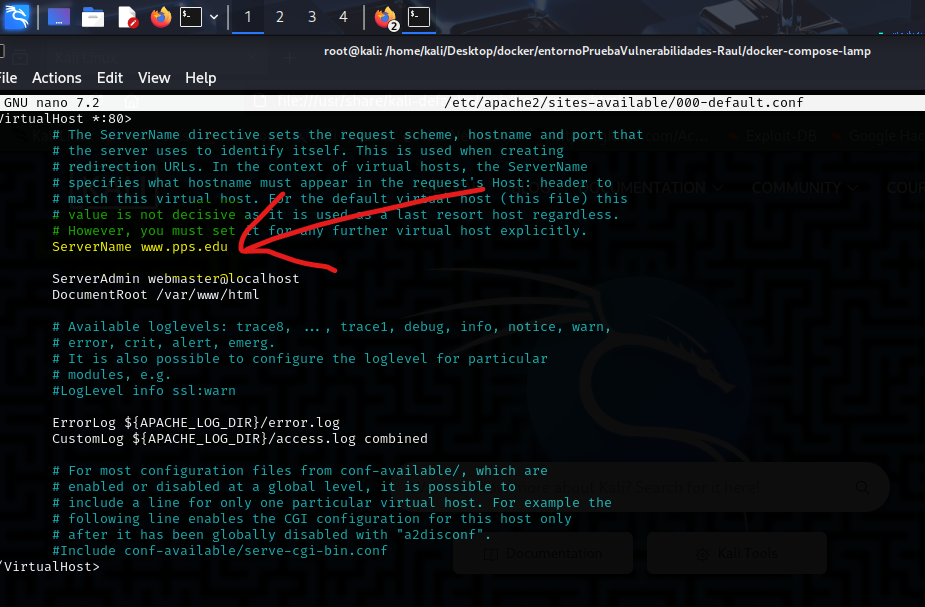 1 2 3 4 2
root@kali: /home/kali/Desktop/docker/entornoPruebaVulnerabilidades-Raul/docker-compose-lamp
File Actions Edit View Help
GNU nano 7.2 /etc/apache2/sites-available/000-default.conf
VirtualHost *:80>
# The ServerName directive sets the request scheme, hostname and port that
# the server uses to identify itself. This is used when creating
# redirection URLs. In the context of virtual hosts, the ServerName
# specifies what hostname must appear in the request's Host: header to
# match this virtual host. For the default virtual host (this file) this
# value is not decisive as it is used as a last resort host regardless.
# However, you must set it for any further virtual host explicitly.
ServerName www.pps.edu
ServerAdmin webmaster@localhost
DocumentRoot /var/www/html
# Available loglevels: trace8, ..., trace1, debug, info, notice, warn,
# error, crit, alert, emerg.
# It is also possible to configure the loglevel for particular
# modules, e.g.
#LogLevel info ssl:warn
ErrorLog ${APACHE_LOG_DIR}/error.log
CustomLog ${APACHE_LOG_DIR}/access.log combined
# For most configuration files from conf-available/, which are
# enabled or disabled at a global level, it is possible to
# include a line for only one particular virtual host. For example the
# following line enables the CGI configuration for this host only
# after it has been globally disabled with "a2disconf".
#Include conf-available/serve-cgi-bin.conf
/VirtualHost>
Exploit-DB
COMMUNITY
Documentation
Kali Tools